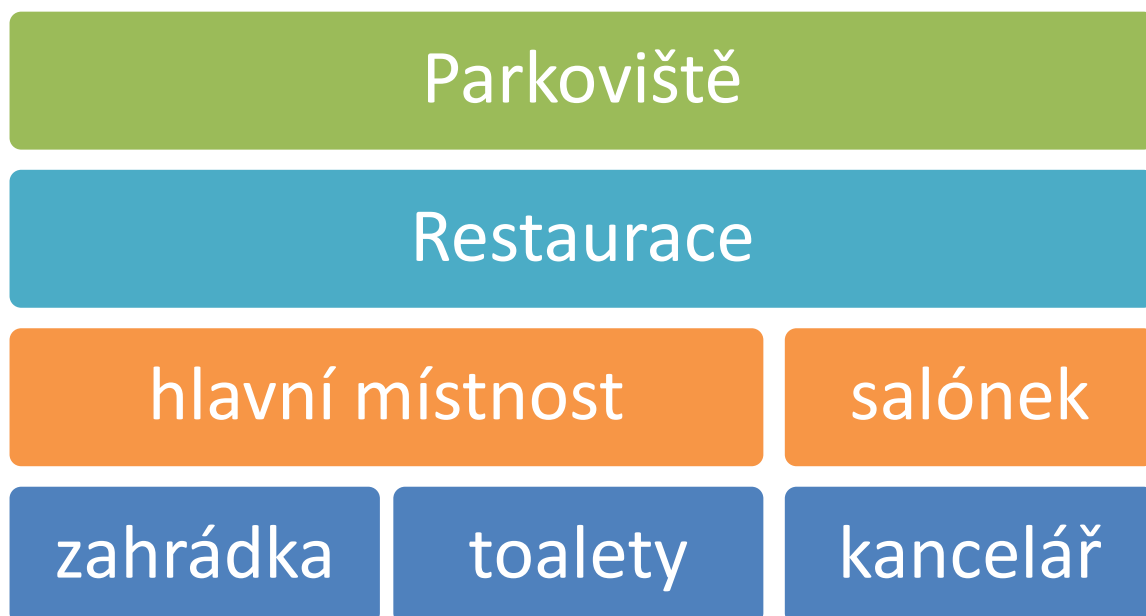 Parkoviště
Restaurace
hlavní místnost
salónek
zahrádka
toalety
kancelář